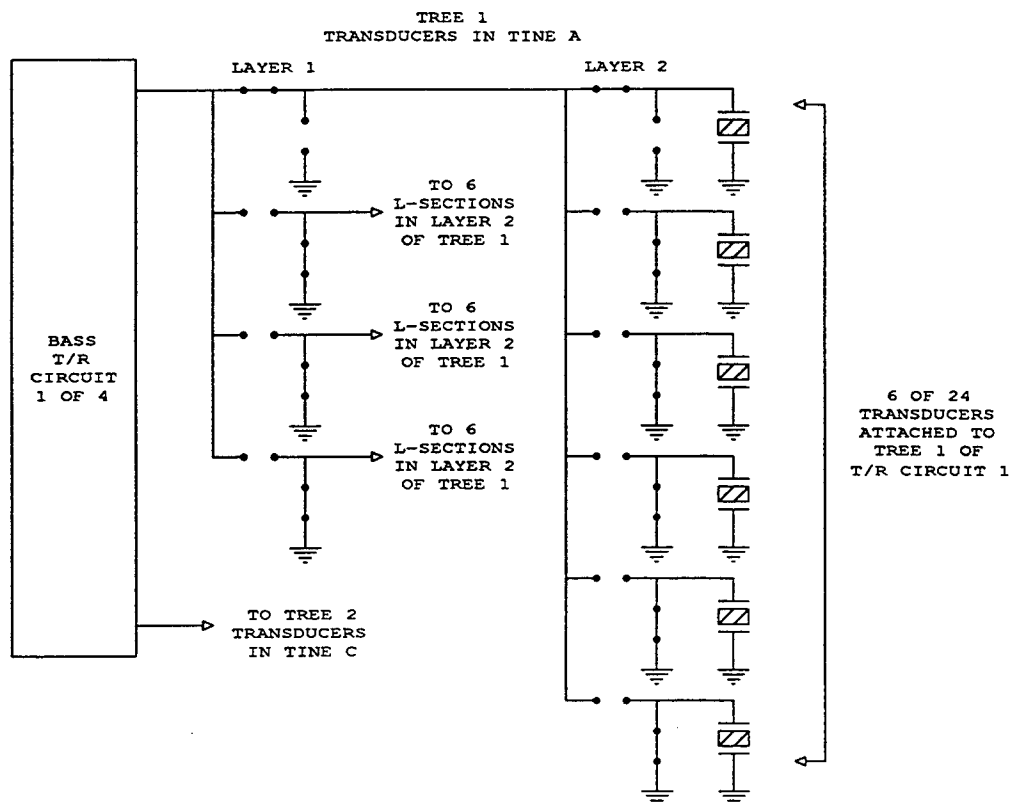 TREE 1
TRANSDUCERS IN TINE A
LAYER 1
LAYER 2
TO 6
L-SECTIONS
IN LAYER 2
OF TREE 1
TO 6
L-SECTIONS
IN LAYER 2
OF TREE 1
TO 6
L-SECTIONS
IN LAYER 2
OF TREE 1
BASS
T/R
CIRCUIT
1 OF 4
6 OF 24
TRANSDUCERS
ATTACHED TO
TREE 1 OF
T/R CIRCUIT 1
TO TREE 2
TRANSDUCERS
IN TINE C